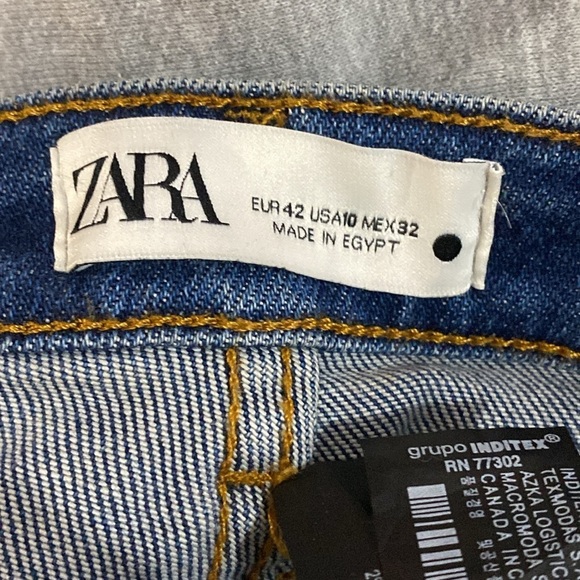 ZARA
EUR 42 USA 10 MEX 32
MADE IN EGYPT
grupo INDITEX®
RN 77302
TEXMODAS S
AZKA LOGISTIC
MACROMODA
CANADA IN